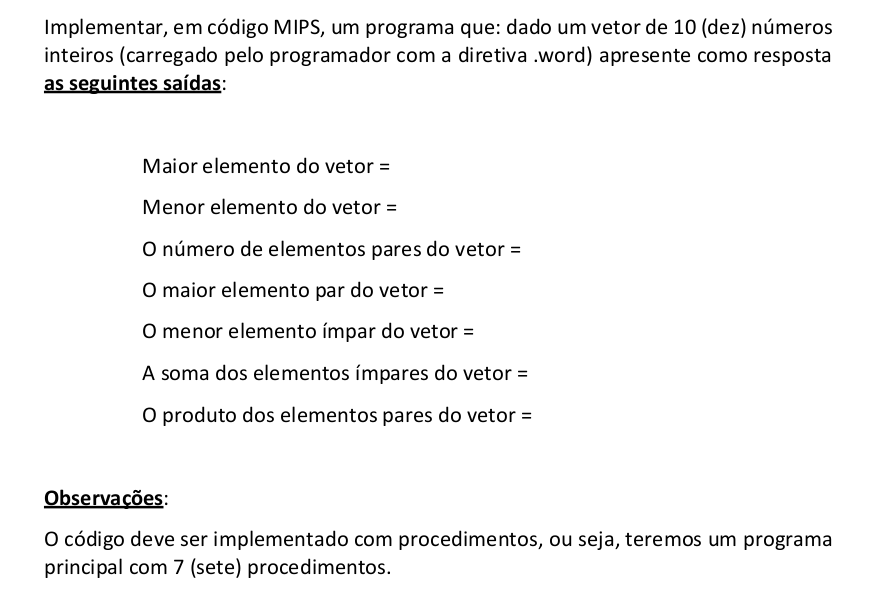 Implementar, em código MIPS, um programa que: dado um vetor de 10 (dez) números
inteiros (carregado pelo programador com a diretiva .word) apresente como resposta
as seguintes saídas:
Maior elemento do vetor =
Menor elemento do vetor =
O número de elementos pares do vetor =
O maior elemento par do vetor =
O menor elemento ímpar do vetor =
A soma dos elementos ímpares do vetor =
O produto dos elementos pares do vetor =
Observações:
O código deve ser implementado com procedimentos, ou seja, teremos um programa
principal com 7 (sete) procedimentos.